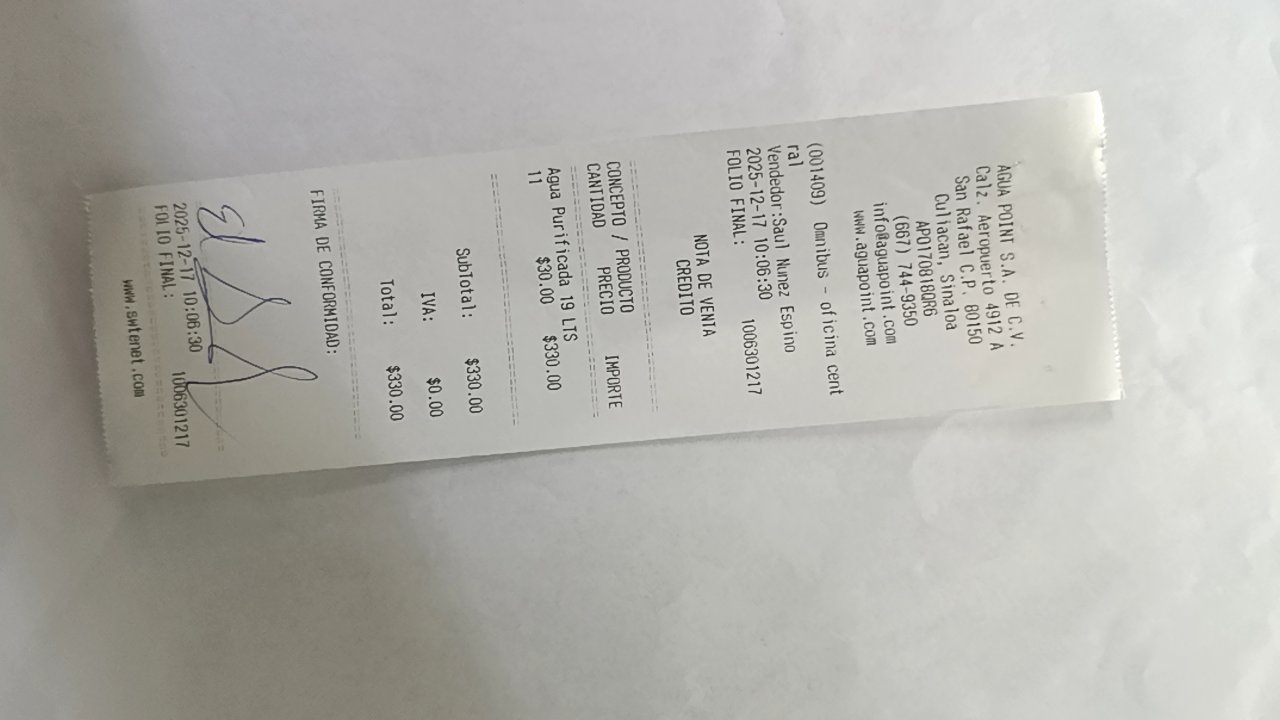 AGUA POINT S.A. DE C.V.
Calz. Aeropuerto 4912 A
San Rafael C.P. 80150
Culiacan, Sinaloa
APO170818QR6
(667) 744-9350
info@aguapoint.com
www.aguapoint.com
(001409) Omnibus - oficina cent
ral
Vendedor:Saul Nunez Espino
2025-12-17 10:06:30
FOLIO FINAL: 1006301217
NOTA DE VENTA
CREDITO
CONCEPTO / PRODUCTO
CANTIDAD PRECIO IMPORTE
Agua Purificada 19 LTS
11 $30.00 $330.00
SubTotal: $330.00
IVA: $0.00
Total: $330.00
FIRMA DE CONFORMIDAD:
2025-12-17 10:06:30
FOLIO FINAL: 1006301217
www.swtenet.com